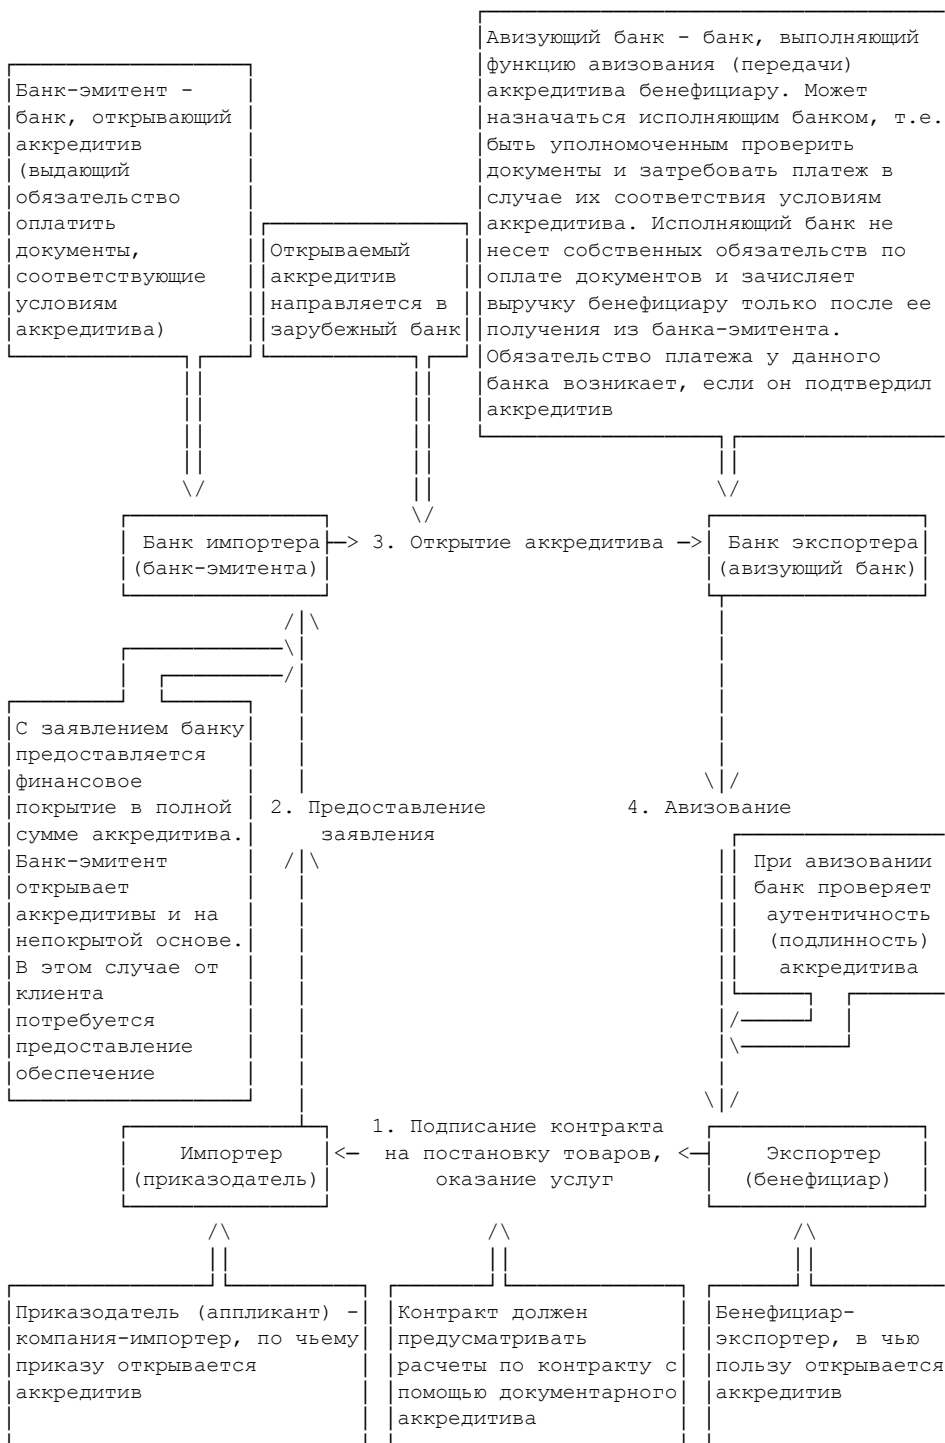 Авизующий банк - банк, выполняющий
функцию авизования (передачи)
аккредитива бенефициару. Может
назначаться исполняющим банком, т.е.
быть уполномоченным проверить
документы и затребовать платеж в
случае их соответствия условиям
аккредитива. Исполняющий банк не
несет собственных обязательств по
оплате документов и зачисляет
выручку бенефициару только после ее
получения из банка-эмитента.
Обязательство платежа у данного
банка возникает, если он подтвердил
аккредитив
Банк-эмитент -
банк, открывающий
аккредитив
(выдающий
обязательство
оплатить
документы,
соответствующие
условиям
аккредитива)
Открываемый
аккредитив
направляется в
зарубежный банк
Банк импортера
(банк-эмитента)
3. Открытие аккредитива
Банк экспортера
(авизующий банк)
С заявлением банку
предоставляется
финансовое
покрытие в полной
сумме аккредитива.
Банк-эмитент
открывает
аккредитивы и на
непокрытой основе.
В этом случае от
клиента
потребуется
предоставление
обеспечение
2. Предоставление
заявления
4. Авизование
При авизовании
банк проверяет
аутентичность
(подлинность)
аккредитива
Импортер
(приказодатель)
1. Подписание контракта
на постановку товаров,
оказание услуг
Экспортер
(бенефициар)
Приказодатель (аппликант) -
компания-импортер, по чьему
приказу открывается
аккредитив
Контракт должен
предусматривать
расчеты по контракту с
помощью документарного
аккредитива
Бенефициар-
экспортер, в чью
пользу открывается
аккредитив